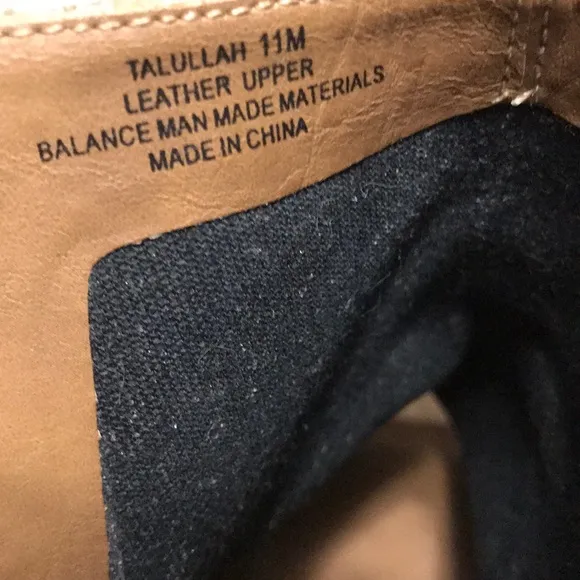 TALULLAH 11M
LEATHER UPPER
BALANCE MAN MADE MATERIALS
MADE IN CHINA